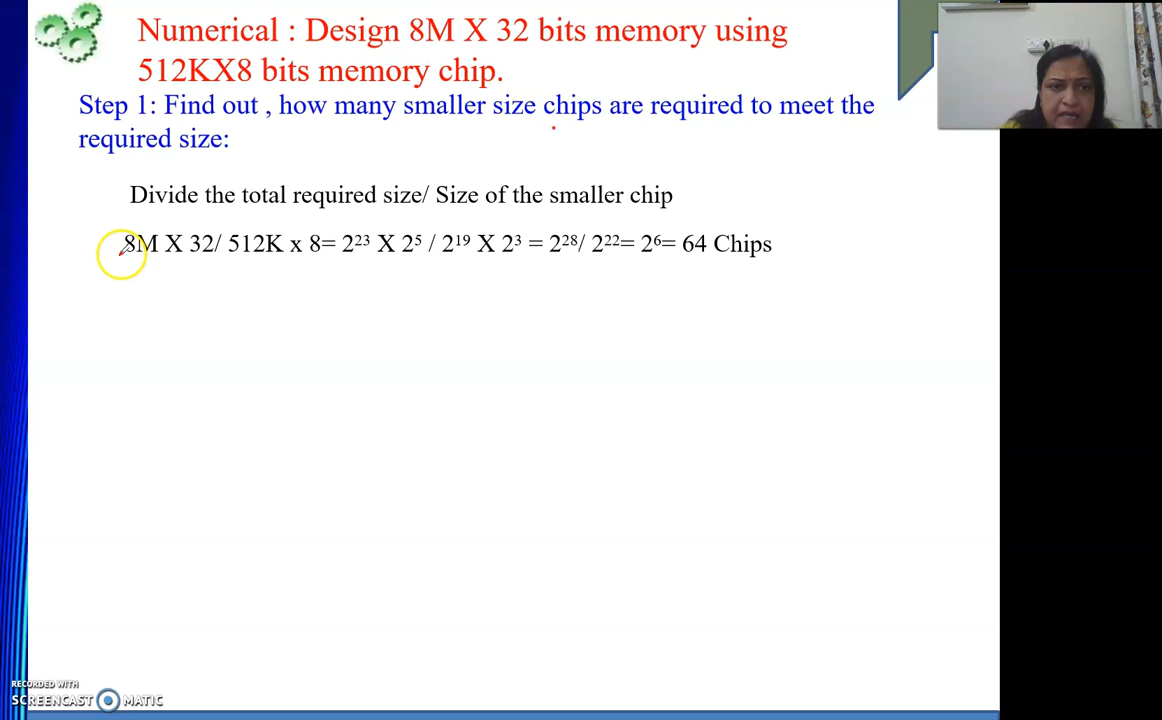 Numerical : Design 8M X 32 bits memory using
512KX8 bits memory chip.
Step 1: Find out , how many smaller size chips are required to meet the
required size:
Divide the total required size/ Size of the smaller chip
8M X 32/ 512K x 8= 2²³ X 2⁵ / 2¹⁹ X 2³ = 2²⁸/ 2²²= 2⁶= 64 Chips
RECORDED WITH
SCREENCAST MATIC